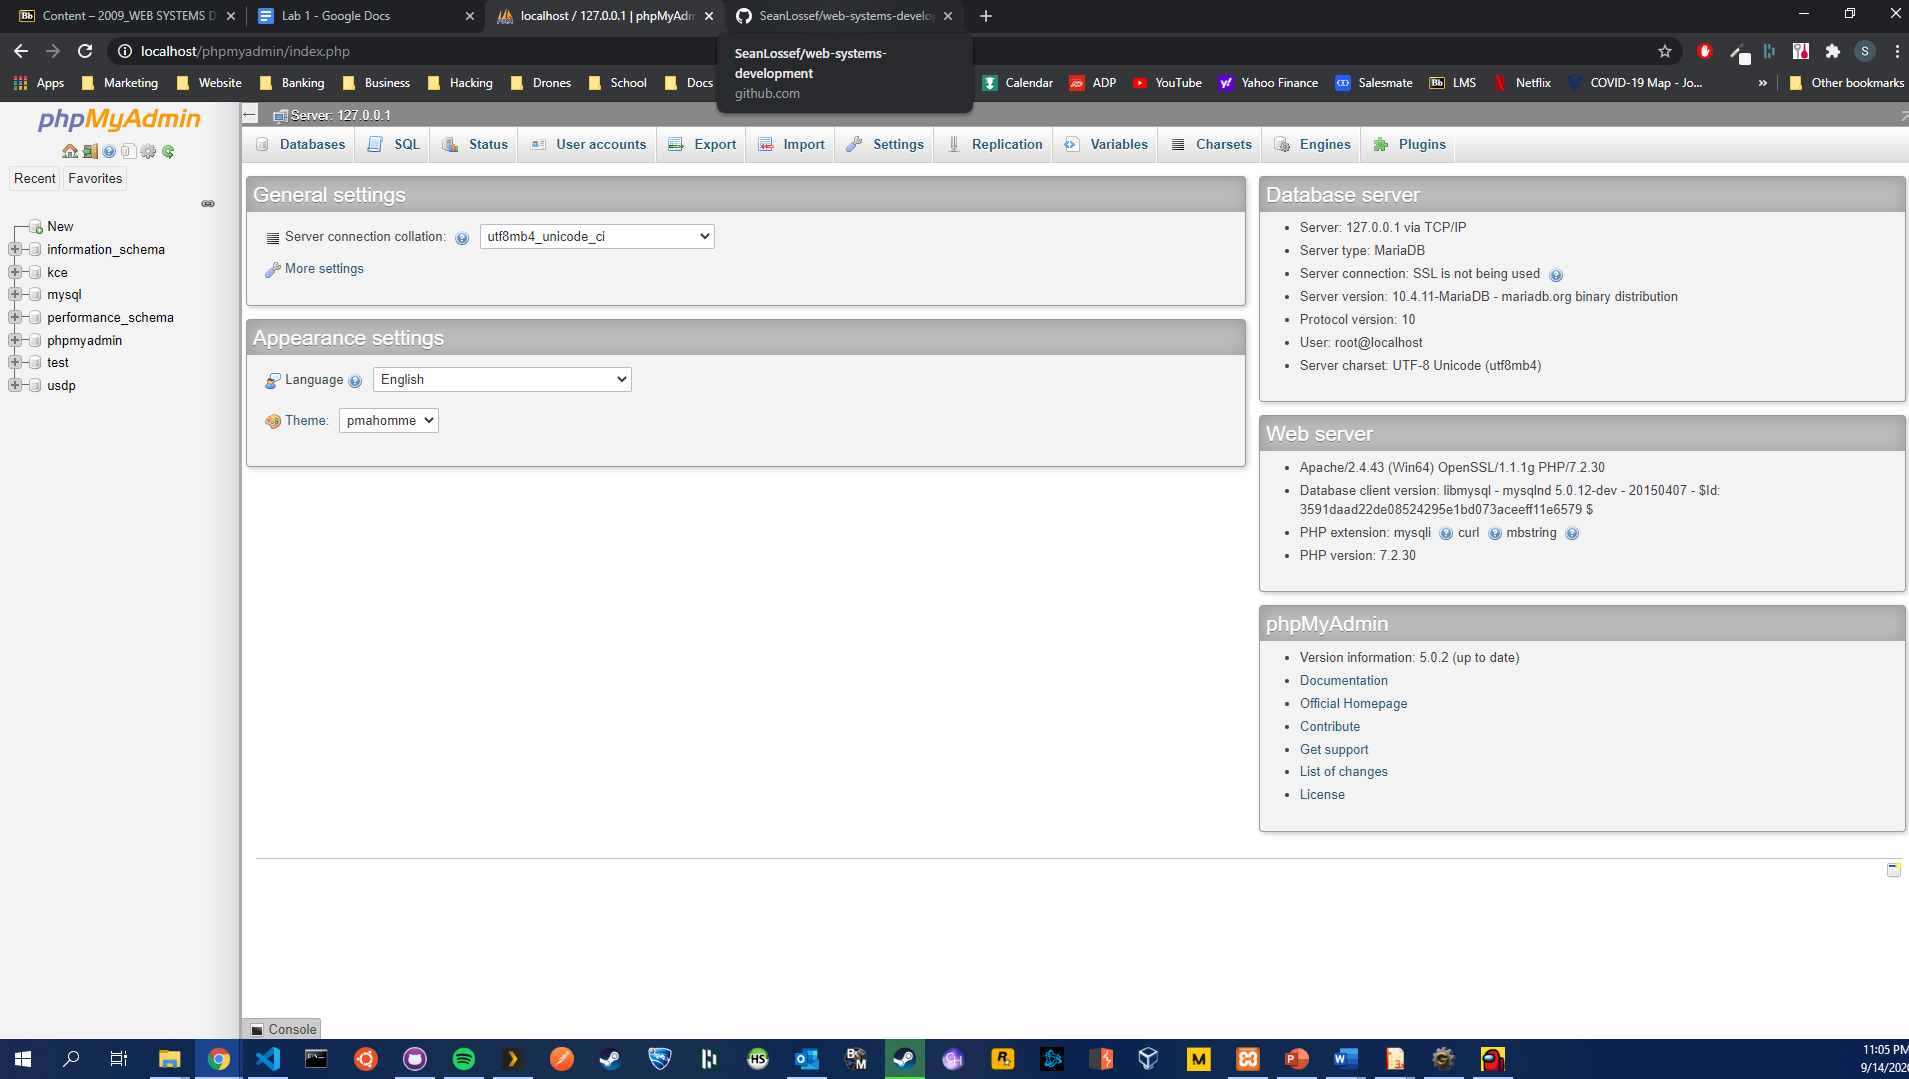 Content – 2009_WEB SYSTEMS D
Lab 1 - Google Docs
localhost / 127.0.0.1 | phpMyAdm
SeanLossef/web-systems-develop
localhost/phpmyadmin/index.php
SeanLossef/web-systems-
development
github.com
Apps
Marketing
Website
Banking
Business
Hacking
Drones
School
Docs
Calendar
ADP
YouTube
Yahoo Finance
Salesmate
LMS
Netflix
COVID-19 Map - Jo...
Other bookmarks
phpMyAdmin
Recent
Favorites
New
information_schema
kce
mysql
performance_schema
phpmyadmin
test
usdp
Server: 127.0.0.1
Databases
SQL
Status
User accounts
Export
Import
Settings
Replication
Variables
Charsets
Engines
Plugins
General settings
Server connection collation:
utf8mb4_unicode_ci
More settings
Appearance settings
Language
English
Theme:
pmahomme
Database server
Server: 127.0.0.1 via TCP/IP
Server type: MariaDB
Server connection: SSL is not being used
Server version: 10.4.11-MariaDB - mariadb.org binary distribution
Protocol version: 10
User: root@localhost
Server charset: UTF-8 Unicode (utf8mb4)
Web server
Apache/2.4.43 (Win64) OpenSSL/1.1.1g PHP/7.2.30
Database client version: libmysql - mysqlnd 5.0.12-dev - 20150407 - $Id:
3591daad22de08524295e1bd073aceeff11e6579 $
PHP extension: mysqli curl mbstring
PHP version: 7.2.30
phpMyAdmin
Version information: 5.0.2 (up to date)
Documentation
Official Homepage
Contribute
Get support
List of changes
License
Console
11:05 PM
9/14/2020